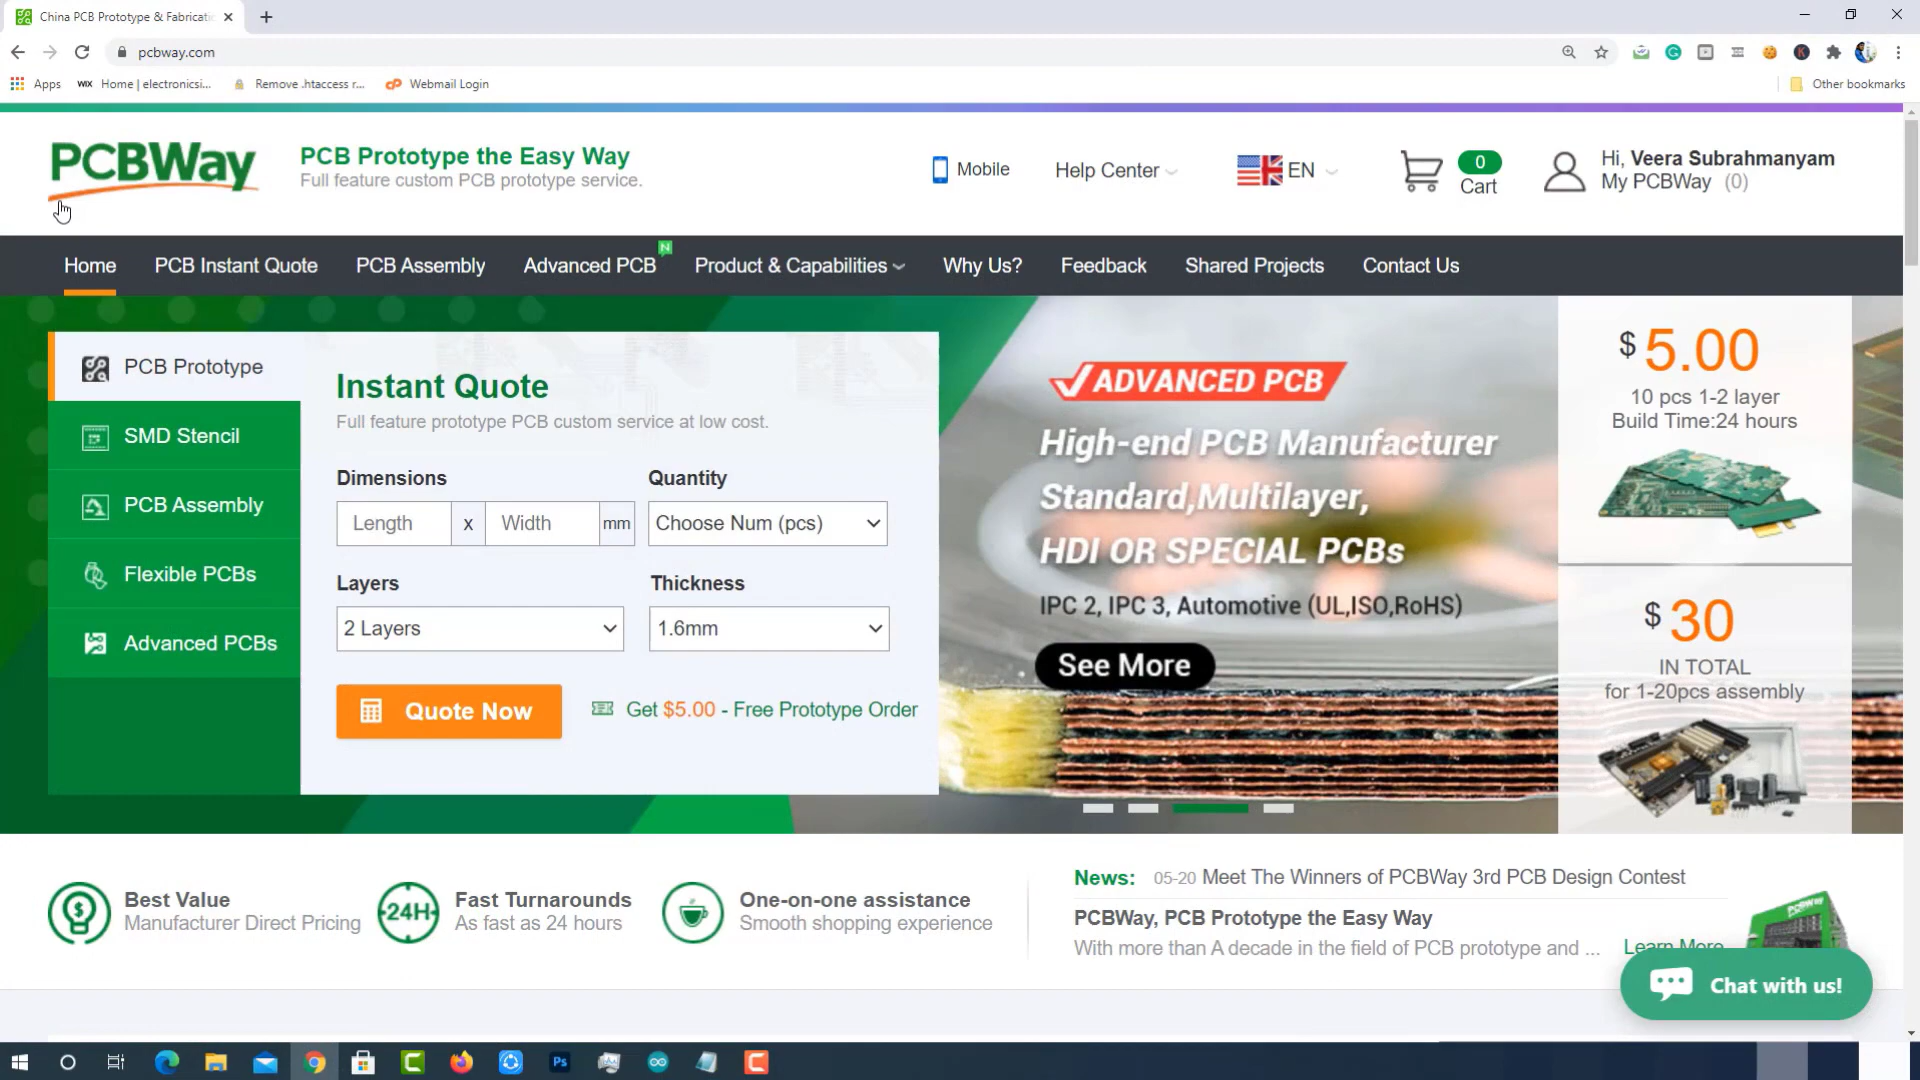 China PCB Prototype & Fabricati
pcbway.com
Apps
WIX Home | electronicsi...
Remove .htaccess r...
cP Webmail Login
Other bookmarks
PCBWay
PCB Prototype the Easy Way
Full feature custom PCB prototype service.
Mobile
Help Center
EN
0
Cart
Hi, Veera Subrahmanyam
My PCBWay (0)
Home
PCB Instant Quote
PCB Assembly
Advanced PCB
N
Product & Capabilities
Why Us?
Feedback
Shared Projects
Contact Us
PCB Prototype
SMD Stencil
PCB Assembly
Flexible PCBs
Advanced PCBs
Instant Quote
Full feature prototype PCB custom service at low cost.
Dimensions
Quantity
Length x Width mm
Choose Num (pcs)
Layers
Thickness
2 Layers
1.6mm
Quote Now
Get $5.00 - Free Prototype Order
ADVANCED PCB
High-end PCB Manufacturer
Standard,Multilayer,
HDI OR SPECIAL PCBs
IPC 2, IPC 3, Automotive (UL,ISO,RoHS)
See More
$ 5.00
10 pcs 1-2 layer
Build Time:24 hours
$ 30
IN TOTAL
for 1-20pcs assembly
Best Value
Manufacturer Direct Pricing
24H
Fast Turnarounds
As fast as 24 hours
One-on-one assistance
Smooth shopping experience
News: 05-20 Meet The Winners of PCBWay 3rd PCB Design Contest
PCBWay, PCB Prototype the Easy Way
With more than A decade in the field of PCB prototype and ... Learn More
PCBWay
Chat with us!
Ps